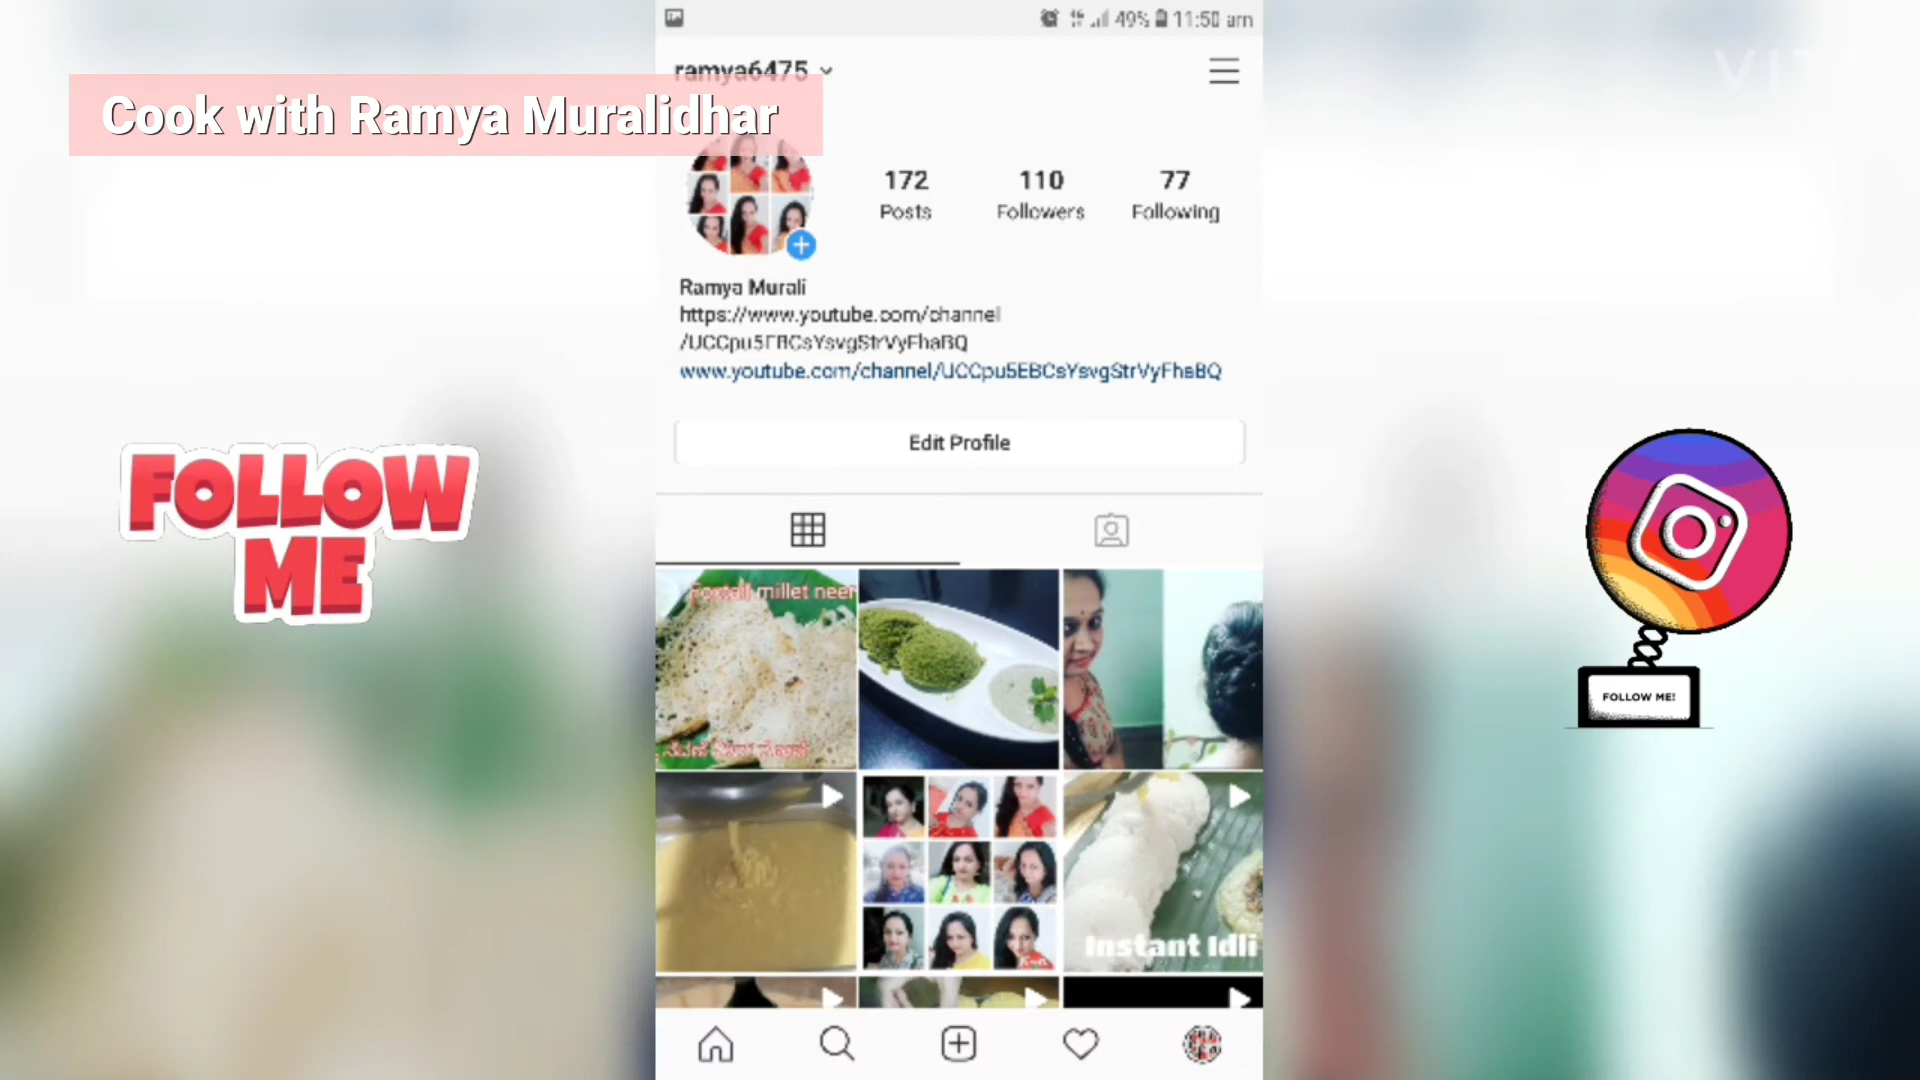 49% 11:50 am
ramya6475
Cook with Ramya Muralidhar
172 110 77
Posts Followers Following
Ramya Murali
https://www.youtube.com/channel
www.youtube.com/channel/UCCpu5EBCsYsvgStrVyFhaBQ
Edit Profile
FOLLOW
ME
FOLLOW ME!
Foxtail millet neer
Instant Idli